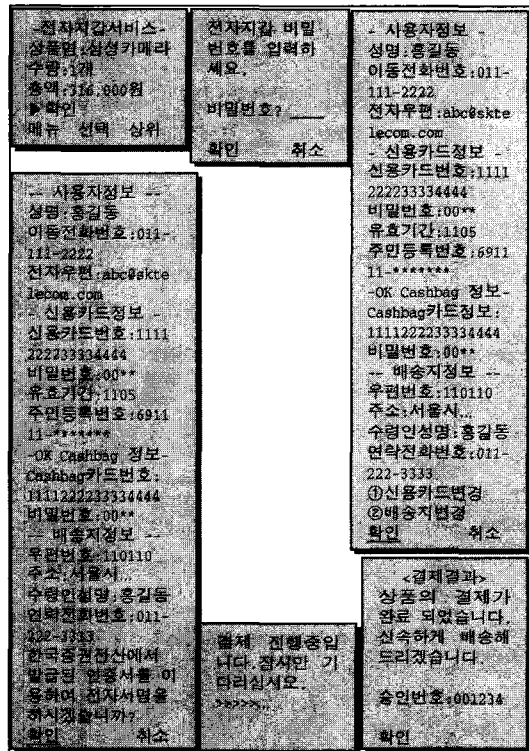 -전자지갑서비스-
상품명:삼성카메라
수량:1개
총액:316,000원
▶확인
메뉴 선택 상위
전자지갑 비밀
번호를 입력하
세요.
비밀번호? ____
확인 취소
- 사용자정보 -
성명:홍길동
이동전화번호:011-
111-2222
전자우편:abc@skte
lecom.com
- 신용카드정보 -
신용카드번호:1111
222233334444
비밀번호:00**
유효기간:1105
주민등록번호:6911
11-*******
-OK Cashbag 정보-
Cashbag카드정보:
1111222233334444
비밀번호:00**
-- 배송지정보 --
우편번호:110110
주소:서울시...
수령인성명:홍길동
연락전화번호:011-
222-3333
①신용카드변경
②배송지변경
확인 취소
-- 사용자정보 --
성명:홍길동
이동전화번호:011-
111-2222
전자우편:abc@skte
lecom.com
- 신용카드정보 -
신용카드번호:1111
222233334444
비밀번호:00**
유효기간:1105
주민등록번호:6911
11-*******
-OK Cashbag 정보-
Cashbag카드번호:
1111222233334444
비밀번호:00**
-- 배송지정보 --
우편번호:110110
주소:서울시...
수령인성명:홍길동
연락전화번호:011-
222-3333
한국증권전산에서
발급된 인증서를 이
용하여 전자서명을
하시겠습니까?
확인 취소
결제 진행중입
니다.잠시만 기
다리십시오.
>>>>>...
<결제결과>
상품의 결제가
완료 되었습니다.
신속하게 배송해
드리겠습니다.
승인번호:001234
확인